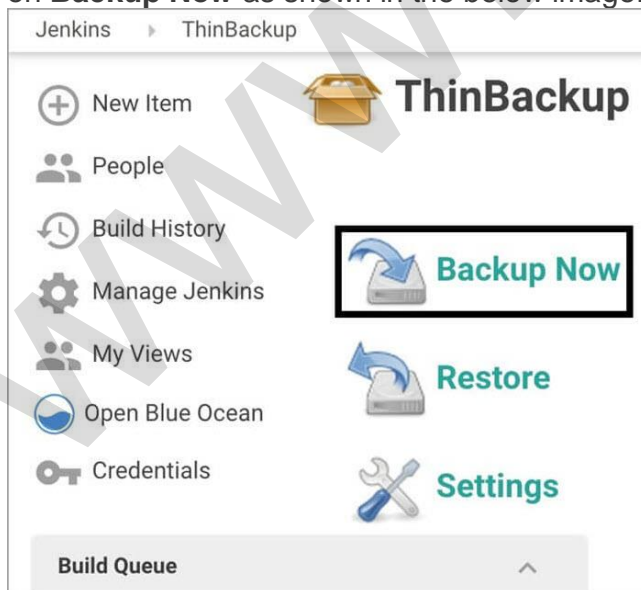 on Backup Now as shown in the below image.
Jenkins ThinBackup
ThinBackup
New Item
People
Build History
Manage Jenkins
My Views
Open Blue Ocean
Credentials
Backup Now
Restore
Settings
Build Queue